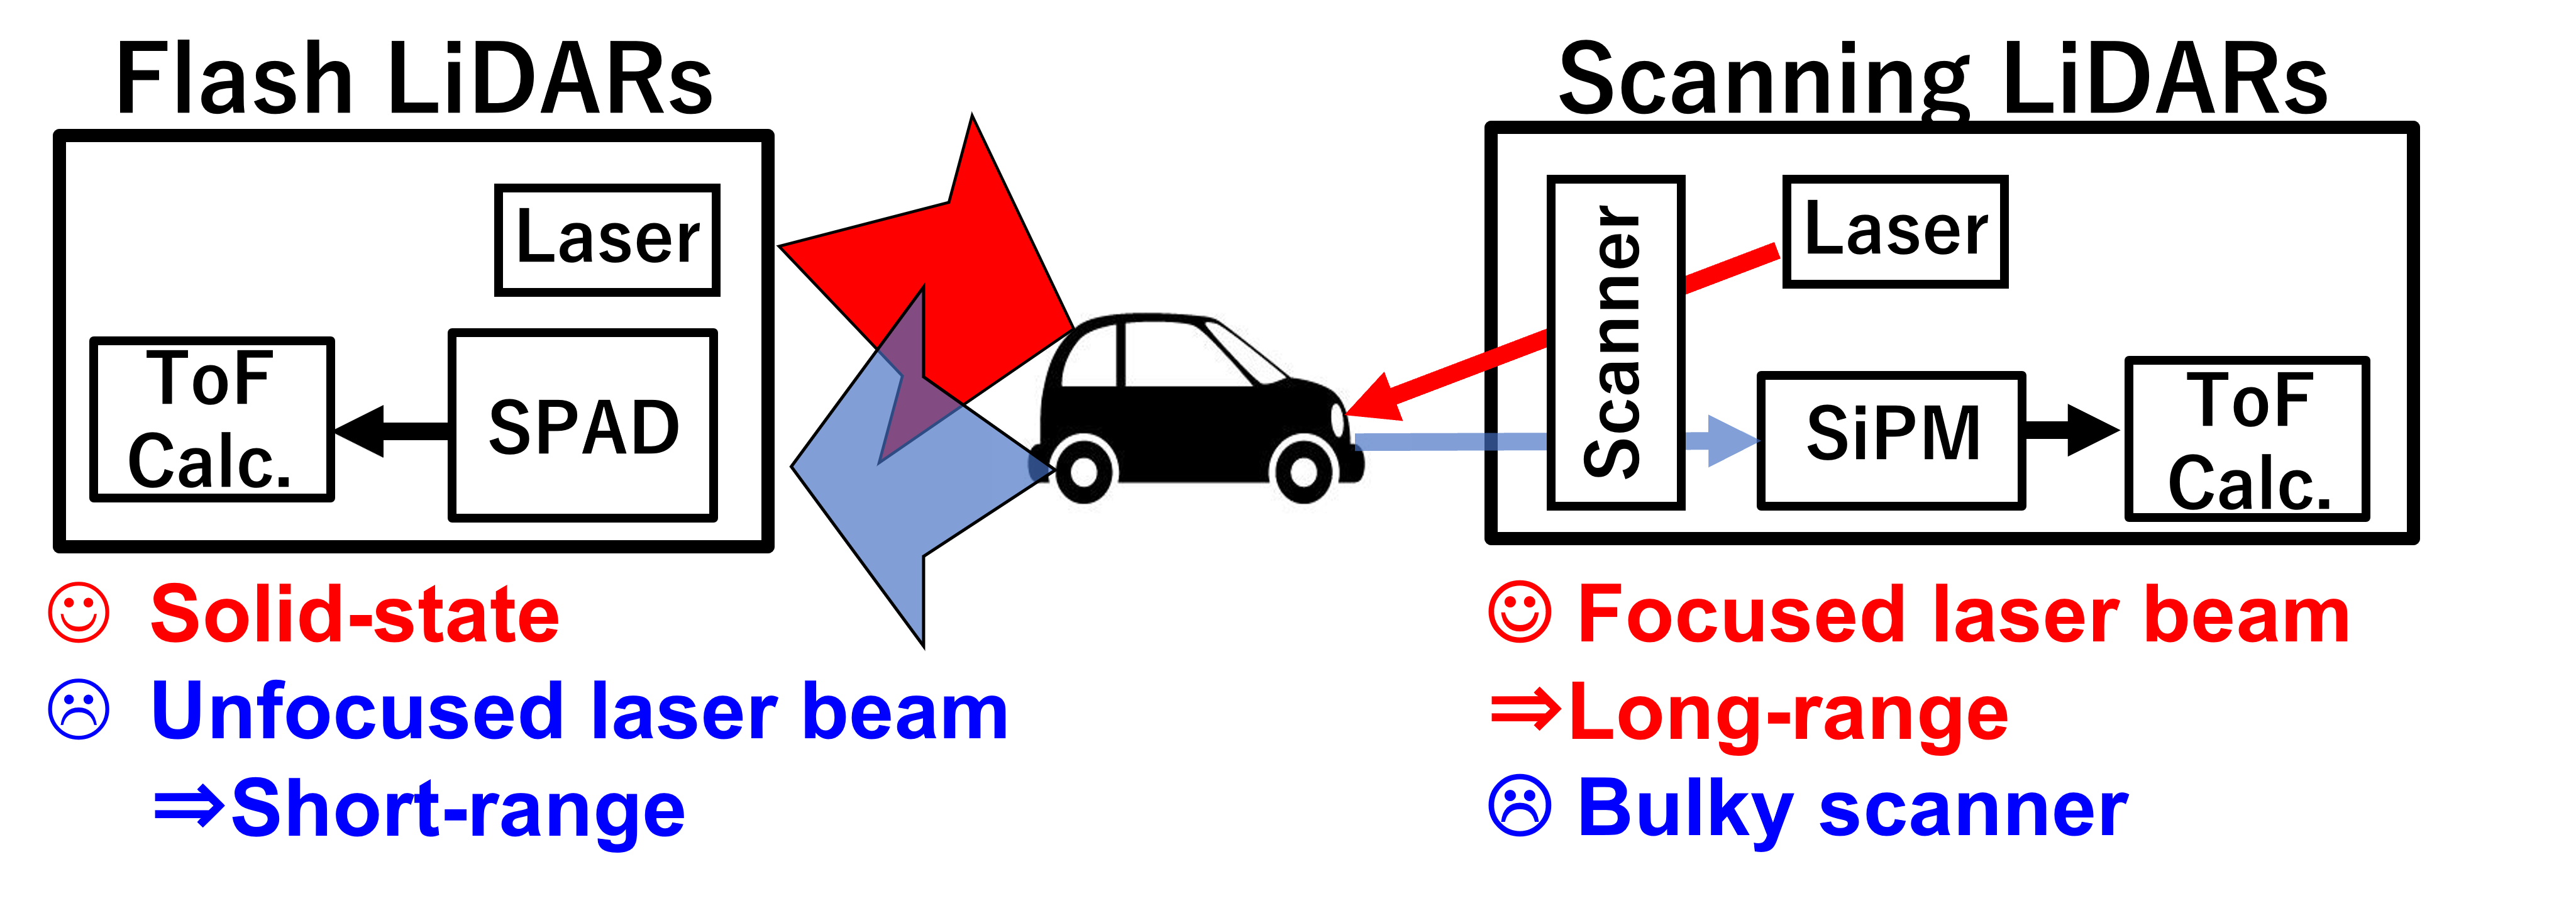 Flash LiDARs
Laser
ToF
Calc.
SPAD
Solid-state
Unfocused laser beam
⇒Short-range
Scanning LiDARs
Scanner
Laser
SiPM
ToF
Calc.
Focused laser beam
⇒Long-range
Bulky scanner